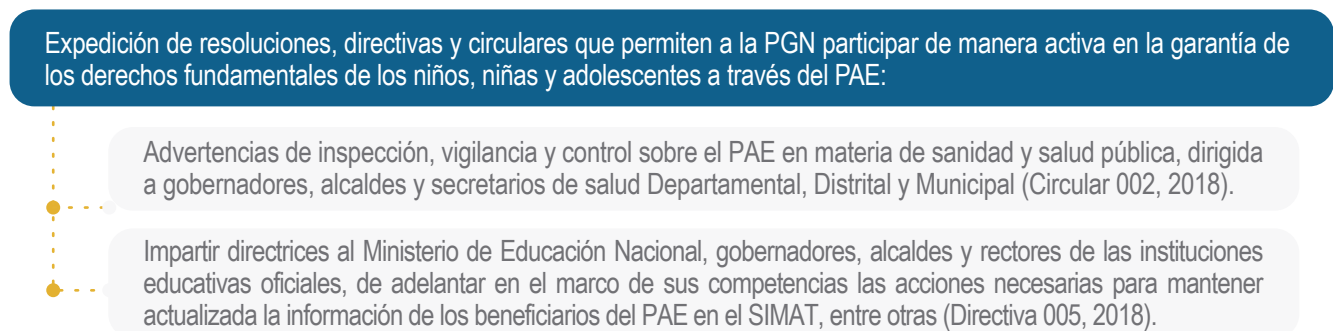 Expedición de resoluciones, directivas y circulares que permiten a la PGN participar de manera activa en la garantía de
los derechos fundamentales de los niños, niñas y adolescentes a través del PAE:
Advertencias de inspección, vigilancia y control sobre el PAE en materia de sanidad y salud pública, dirigida
a gobernadores, alcaldes y secretarios de salud Departamental, Distrital y Municipal (Circular 002, 2018).
Impartir directrices al Ministerio de Educación Nacional, gobernadores, alcaldes y rectores de las instituciones
educativas oficiales, de adelantar en el marco de sus competencias las acciones necesarias para mantener
actualizada la información de los beneficiarios del PAE en el SIMAT, entre otras (Directiva 005, 2018).